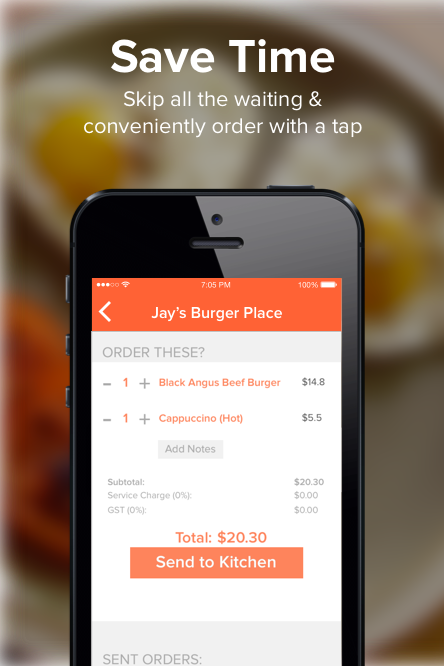 Save Time
Skip all the waiting &
conveniently order with a tap
7:05 PM 100%
Jay's Burger Place
ORDER THESE?
– 1 + Black Angus Beef Burger $14.8
– 1 + Cappuccino (Hot) $5.5
Add Notes
Subtotal: $20.30
Service Charge (0%): $0.00
GST (0%): $0.00
Total: $20.30
Send to Kitchen
SENT ORDERS: